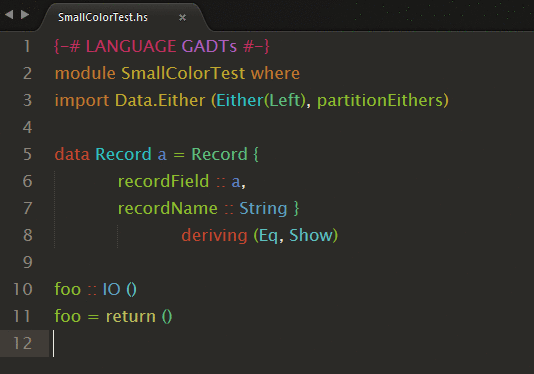 SmallColorTest.hs ×
1 {-# LANGUAGE GADTs #-}
2 module SmallColorTest where
3 import Data.Either (Either(Left), partitionEithers)
4
5 data Record a = Record {
6 recordField :: a,
7 recordName :: String }
8 deriving (Eq, Show)
9
10 foo :: IO ()
11 foo = return ()
12